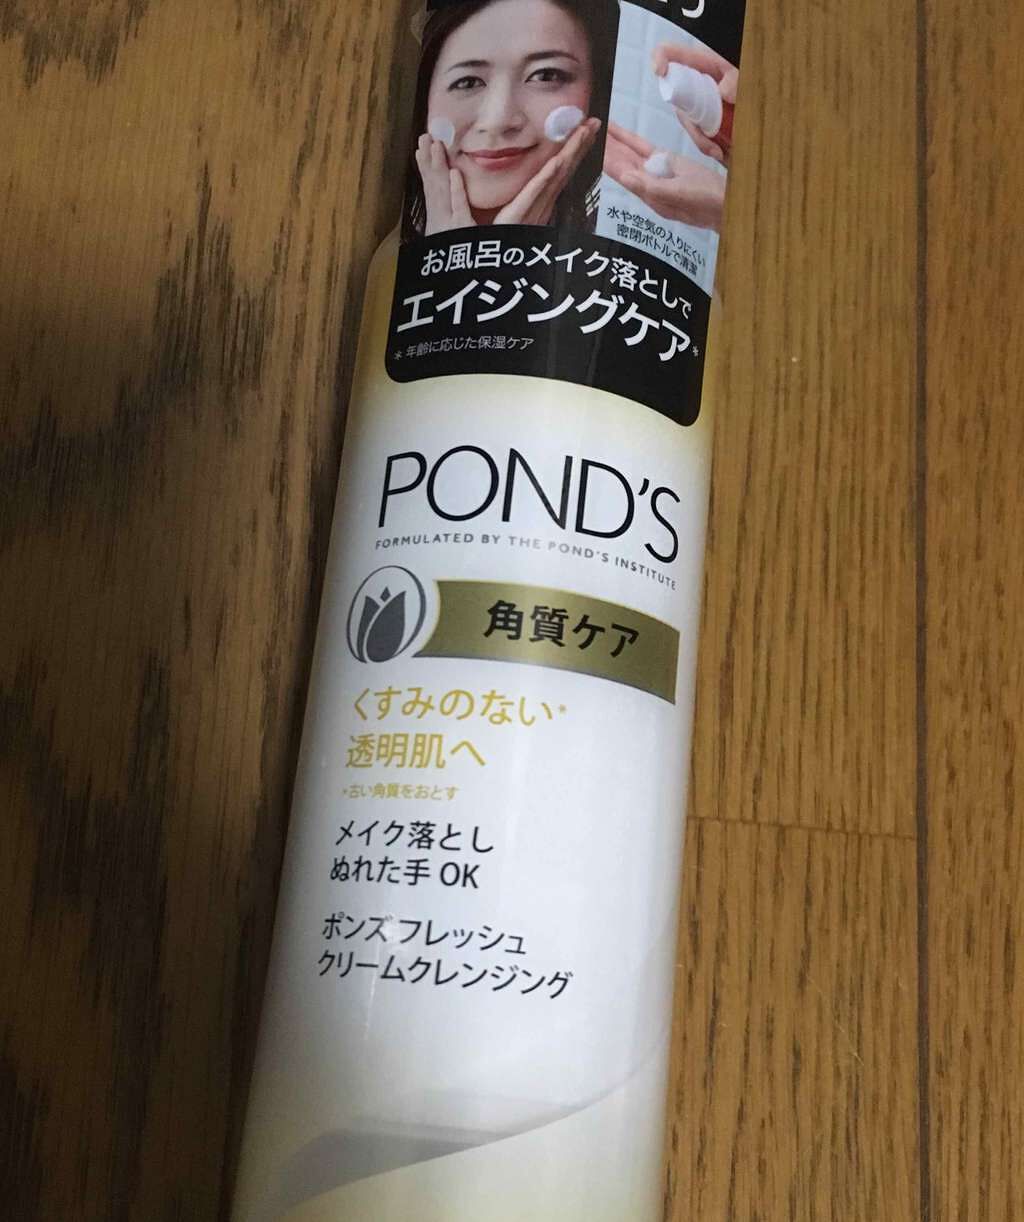 水や空気の入りにくい
密閉ボトルで清潔
お風呂のメイク落としで
エイジングケア*
*年齢に応じた保湿ケア
POND'S
FORMULATED BY THE POND'S INSTITUTE
角質ケア
くすみのない*
透明肌へ
*古い角質をおとす
メイク落とし
ぬれた手 OK
ポンズ フレッシュ
クリームクレンジング